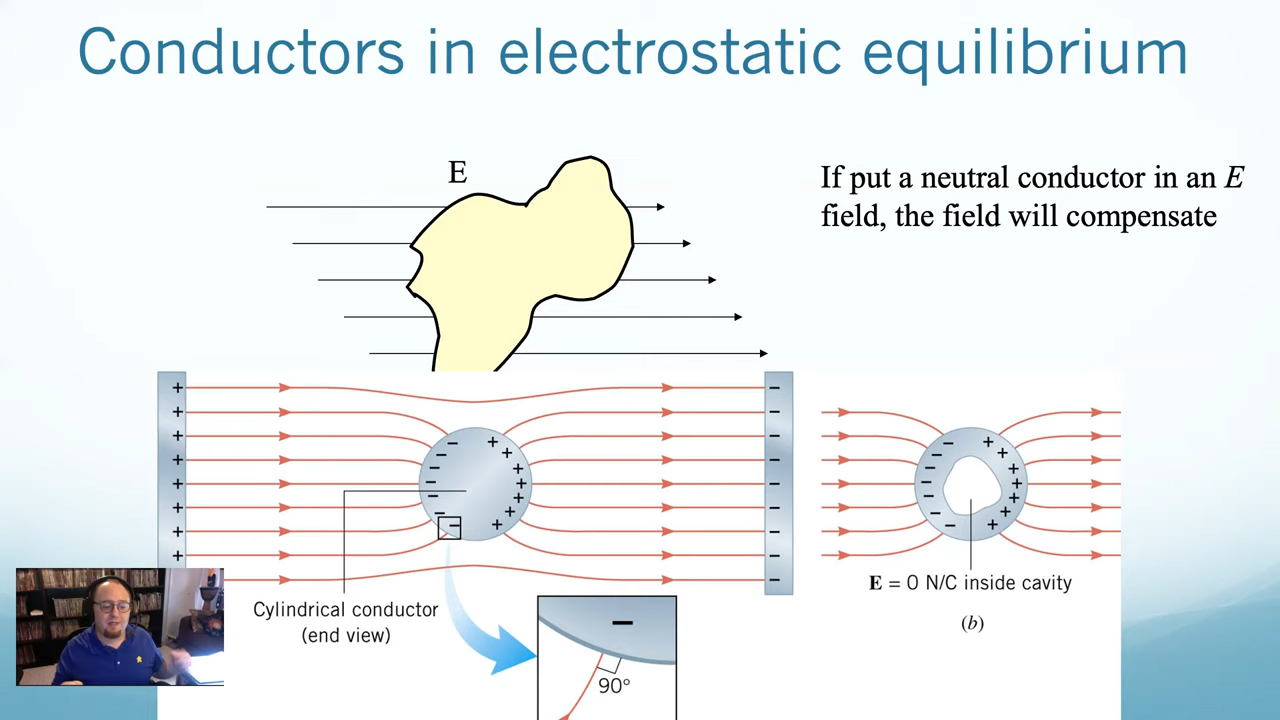 Conductors in electrostatic equilibrium
E
If put a neutral conductor in an E
field, the field will compensate
+ −
+ −
+ −
+ −
+ −
+ −
+ −
+ −
−
− − − − − − −
+ + + + + + +
Cylindrical conductor
(end view)
−
90°
− − − − − − −
+ + + + + + +
E = 0 N/C inside cavity
(b)